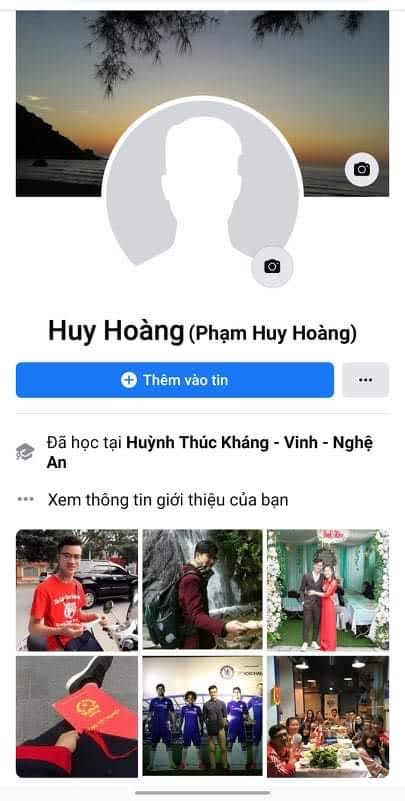 Huy Hoàng (Phạm Huy Hoàng)
Thêm vào tin
Đã học tại Huỳnh Thúc Kháng - Vinh - Nghệ
An
Xem thông tin giới thiệu của bạn